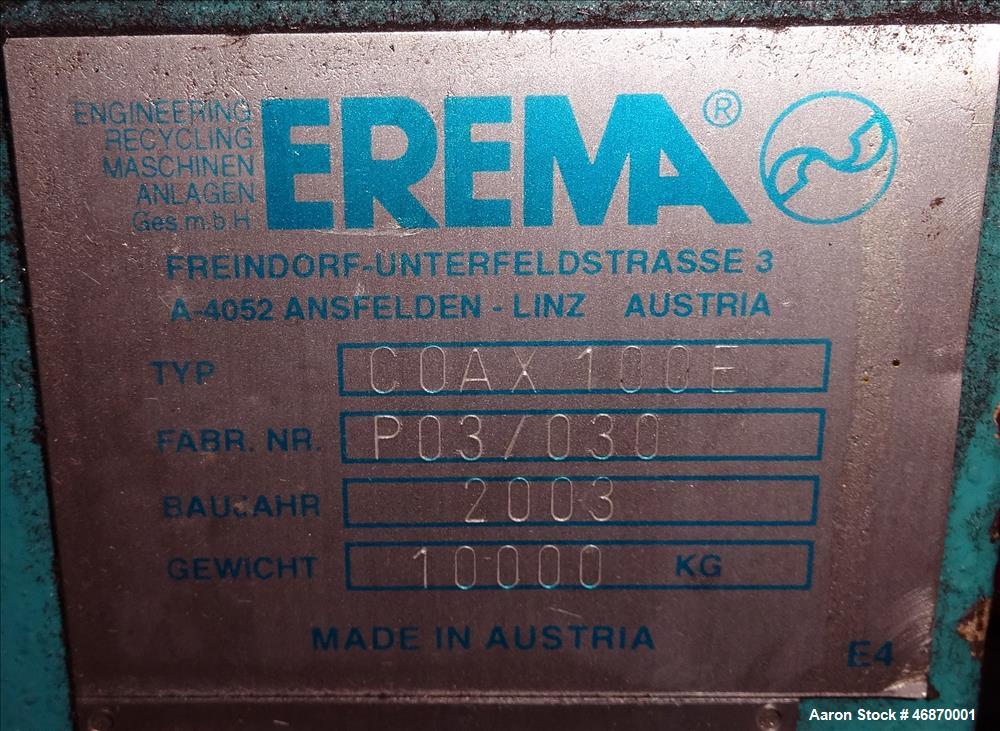 ENGINEERING
RECYCLING
MASCHINEN
ANLAGEN
Ges m.b.H
EREMA®
FREINDORF-UNTERFELDSTRASSE 3
A-4052 ANSFELDEN - LINZ AUSTRIA
TYP COAX 100E
FABR. NR. P03/030
BAUJAHR 2003
GEWICHT 10000 KG
MADE IN AUSTRIA
E4
Aaron Stock # 46870001